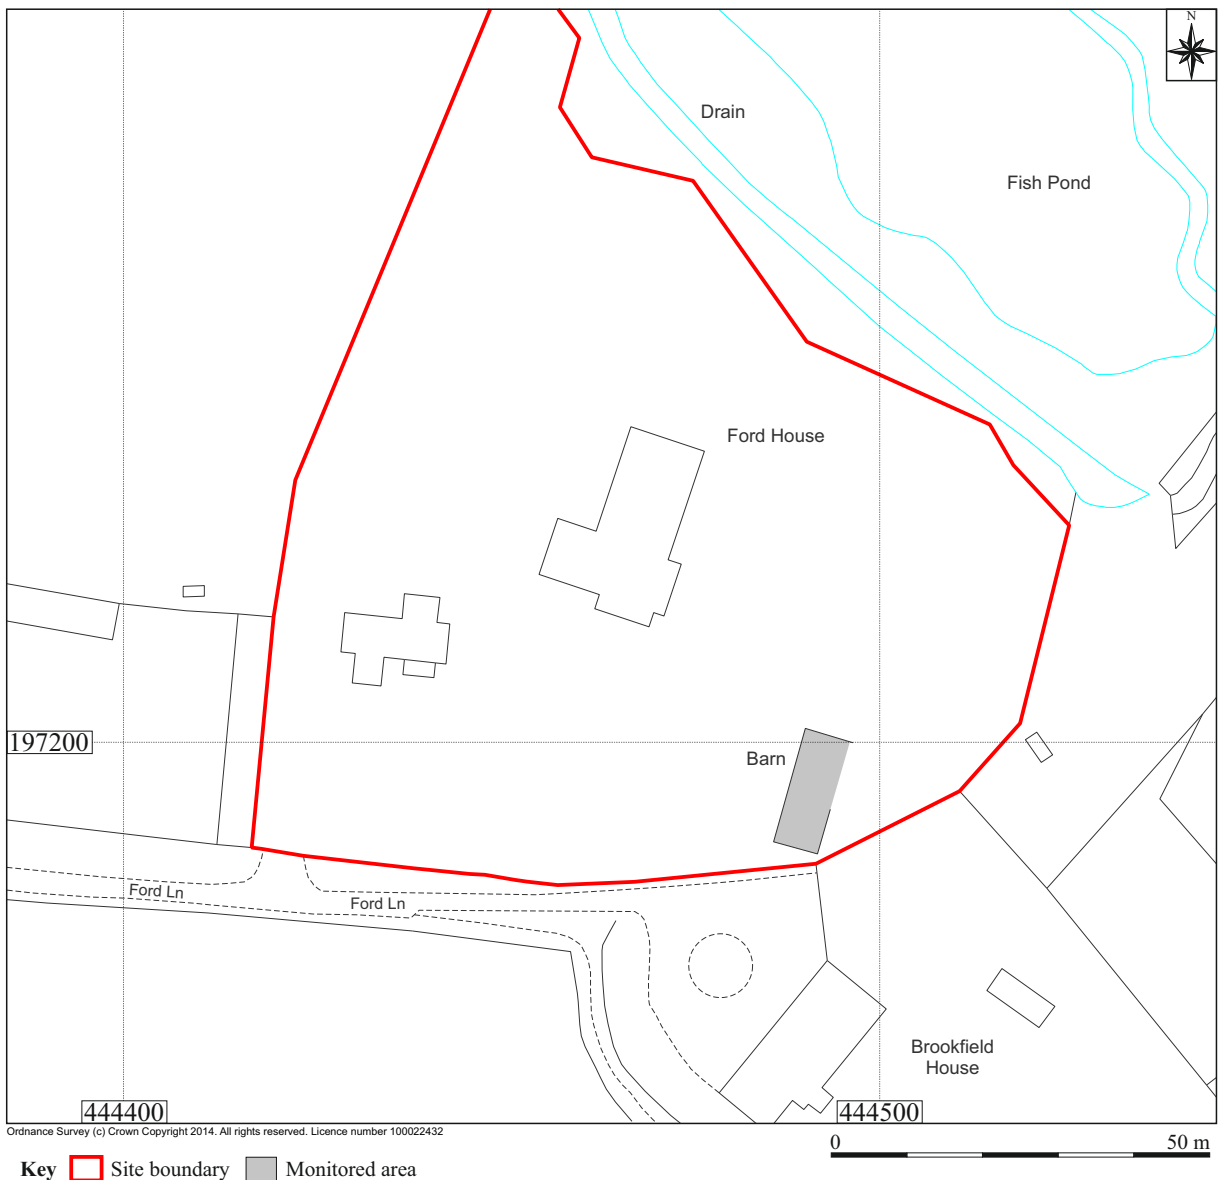 N
Drain
Fish Pond
Ford House
197200
Barn
Ford Ln
Ford Ln
Brookfield
House
444400
444500
Ordnance Survey (c) Crown Copyright 2014. All rights reserved. Licence number 100022432
0 50 m
Key Site boundary Monitored area